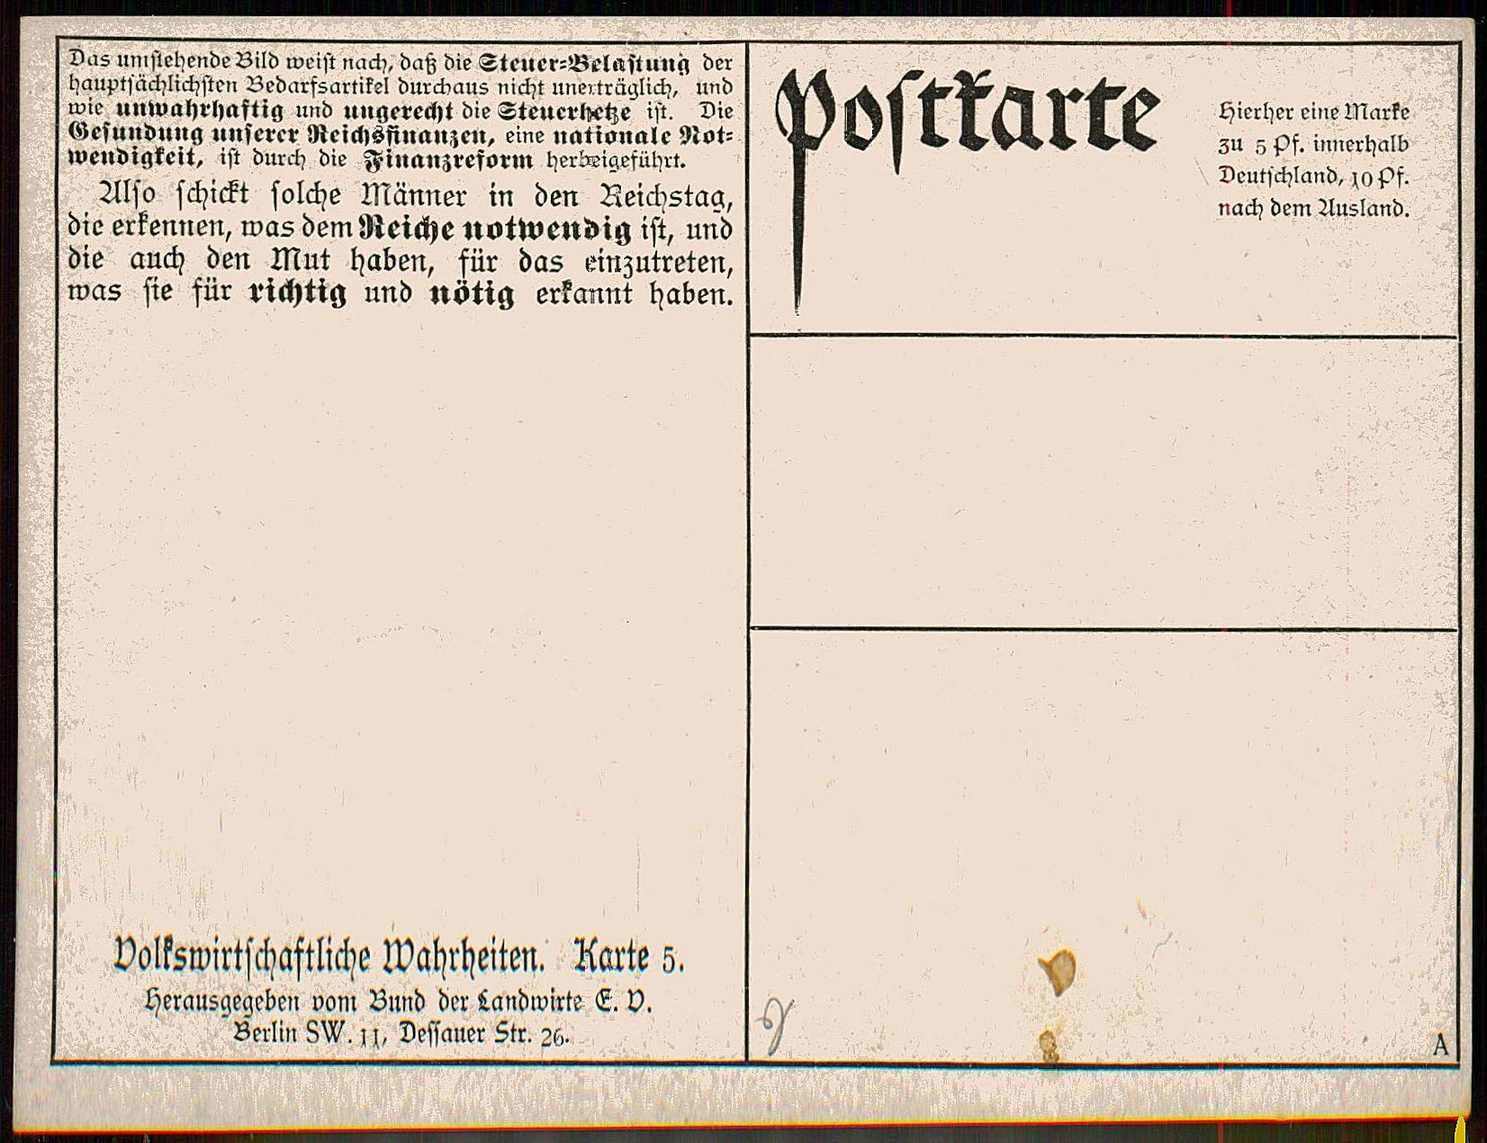 Das umstehende Bild weist nach, daß die Steuer-Belastung der
hauptsächlichsten Bedarfsartikel durchaus nicht unerträglich, und
wie unwahrhaftig und ungerecht die Steuerhetze ist. Die
Gesundung unserer Reichsfinanzen, eine nationale Not-
wendigkeit, ist durch die Finanzreform herbeigeführt.
Also schickt solche Männer in den Reichstag,
die erkennen, was dem Reiche notwendig ist, und
die auch den Mut haben, für das einzutreten,
was sie für richtig und nötig erkannt haben.
Volkswirtschaftliche Wahrheiten. Karte 5.
Herausgegeben vom Bund der Landwirte E. V.
Berlin SW. 11, Dessauer Str. 26.
Postkarte
Hierher eine Marke
zu 5 Pf. innerhalb
Deutschland, 10 Pf.
nach dem Ausland.
A